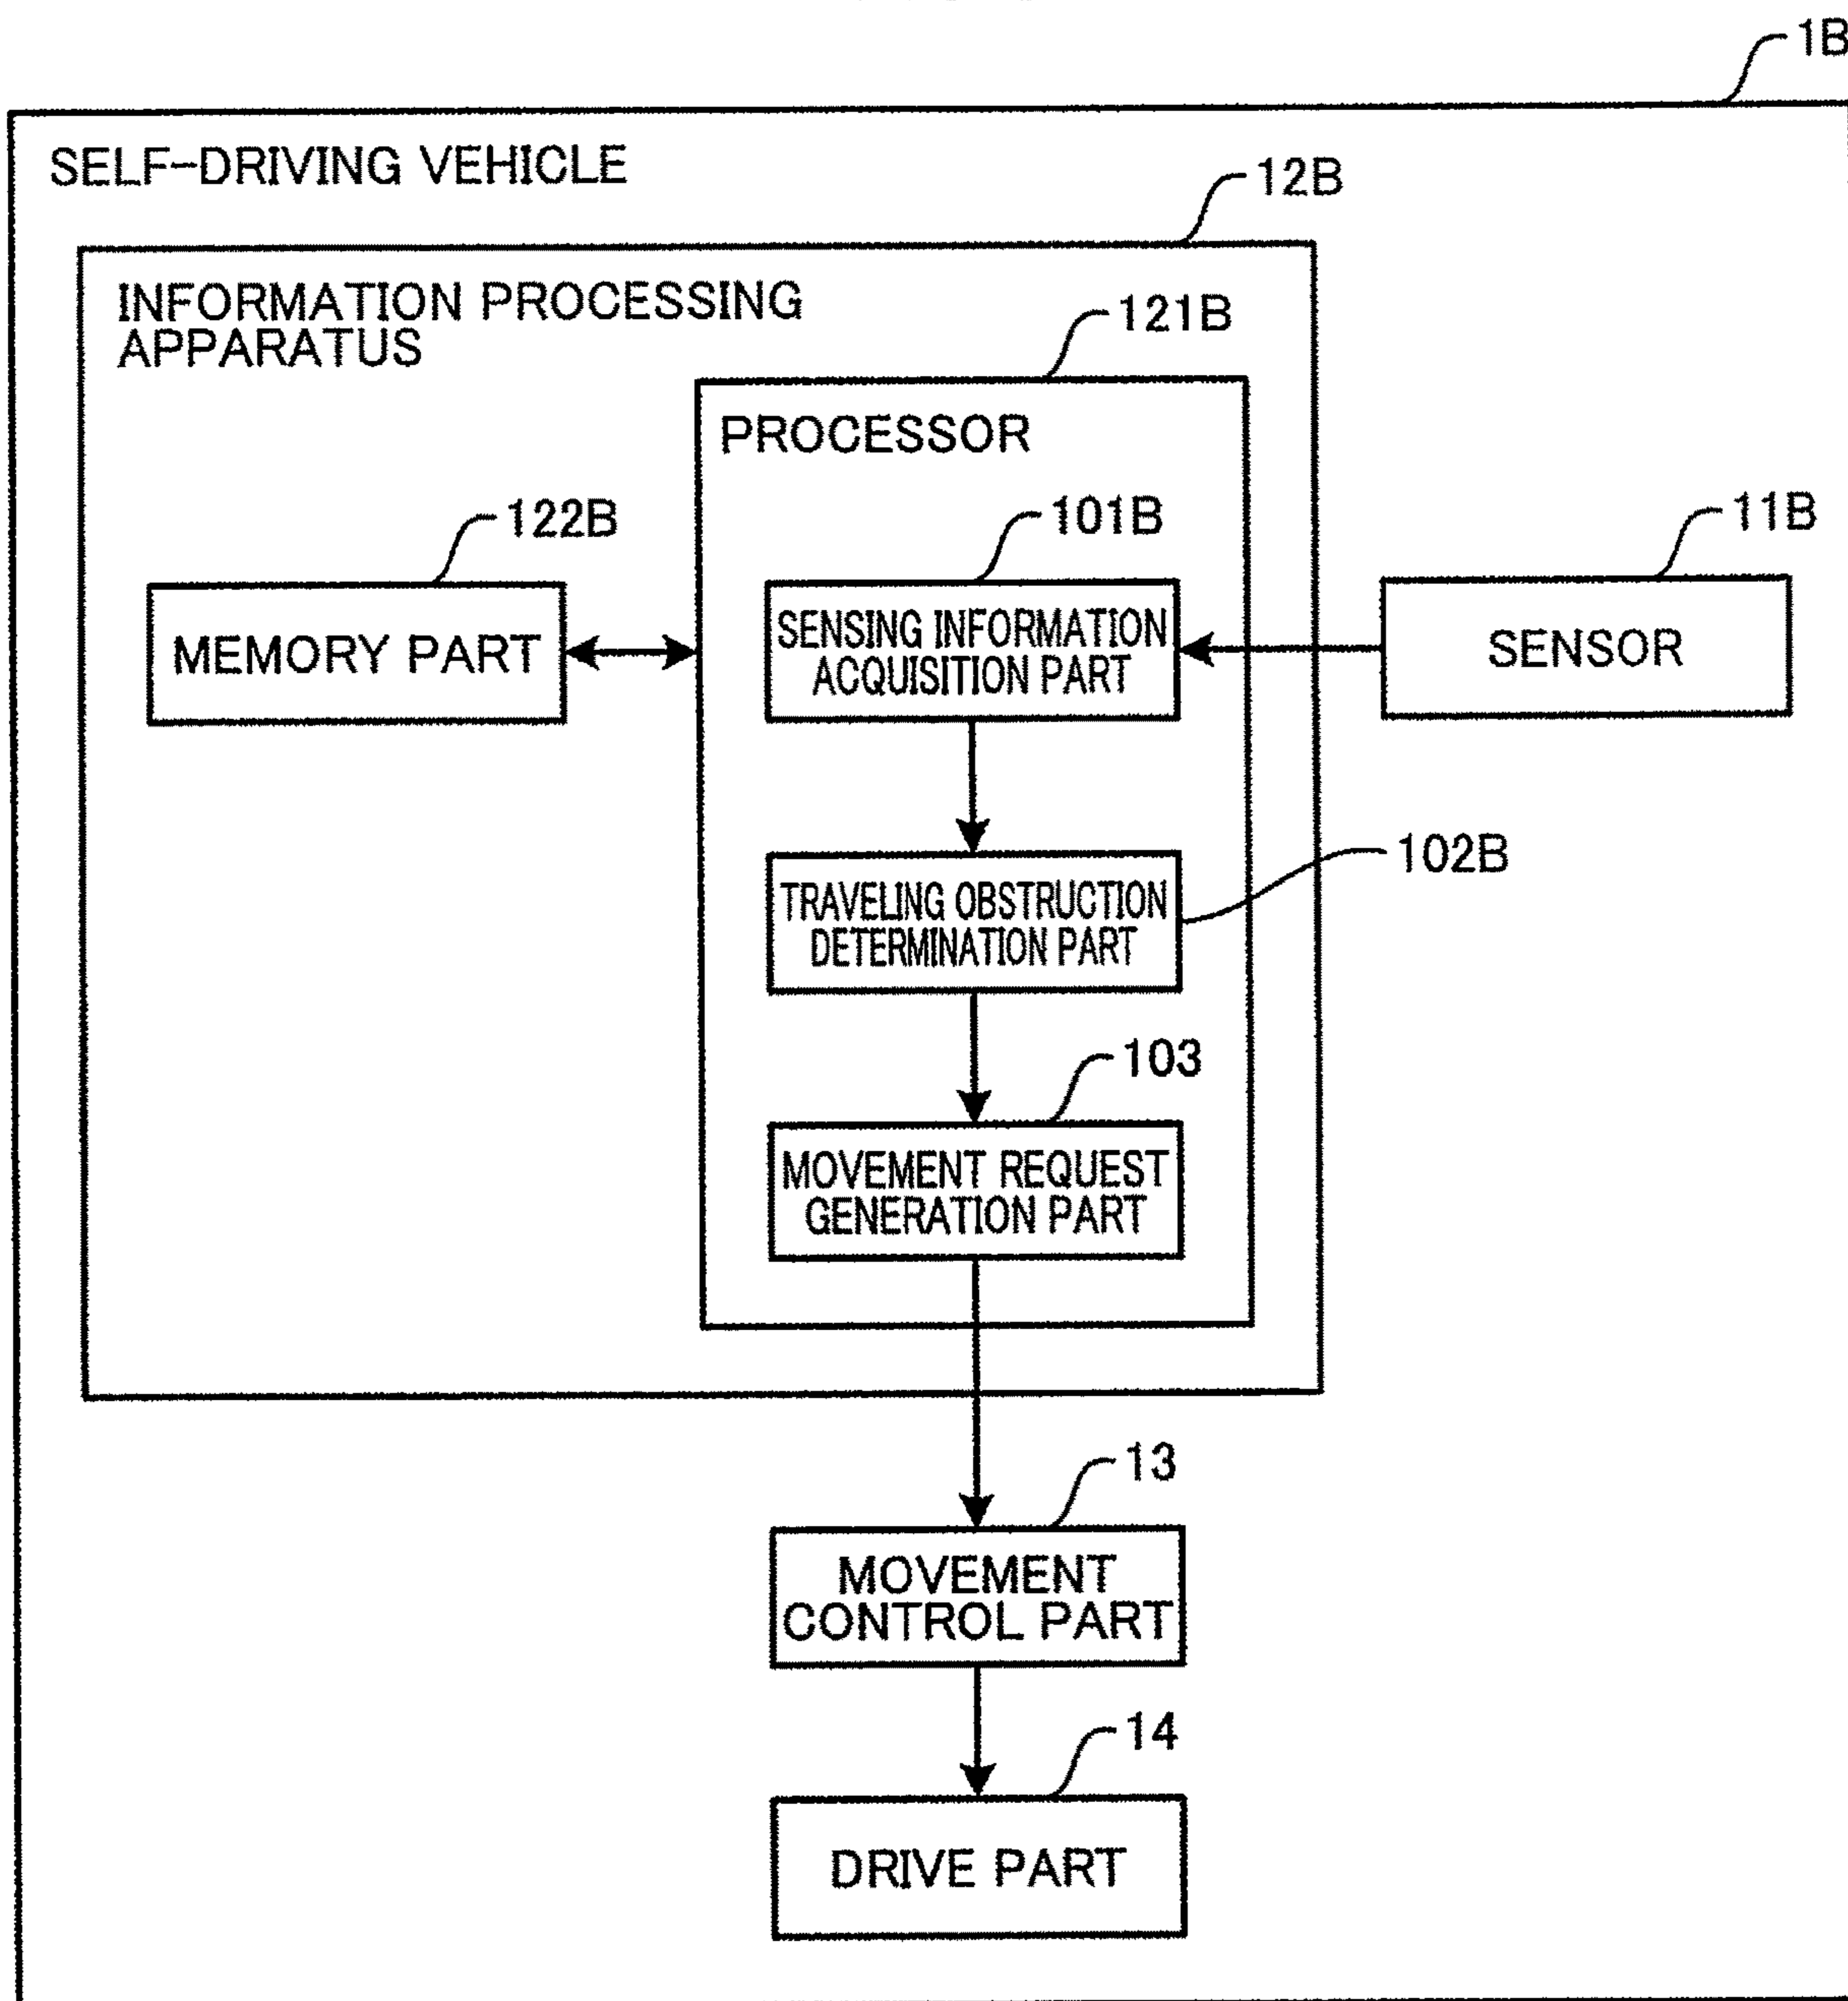 1B
SELF-DRIVING VEHICLE
12B
INFORMATION PROCESSING
APPARATUS
121B
PROCESSOR
122B
101B
11B
MEMORY PART
SENSING INFORMATION
ACQUISITION PART
SENSOR
TRAVELING OBSTRUCTION
DETERMINATION PART
102B
103
MOVEMENT REQUEST
GENERATION PART
13
MOVEMENT
CONTROL PART
14
DRIVE PART